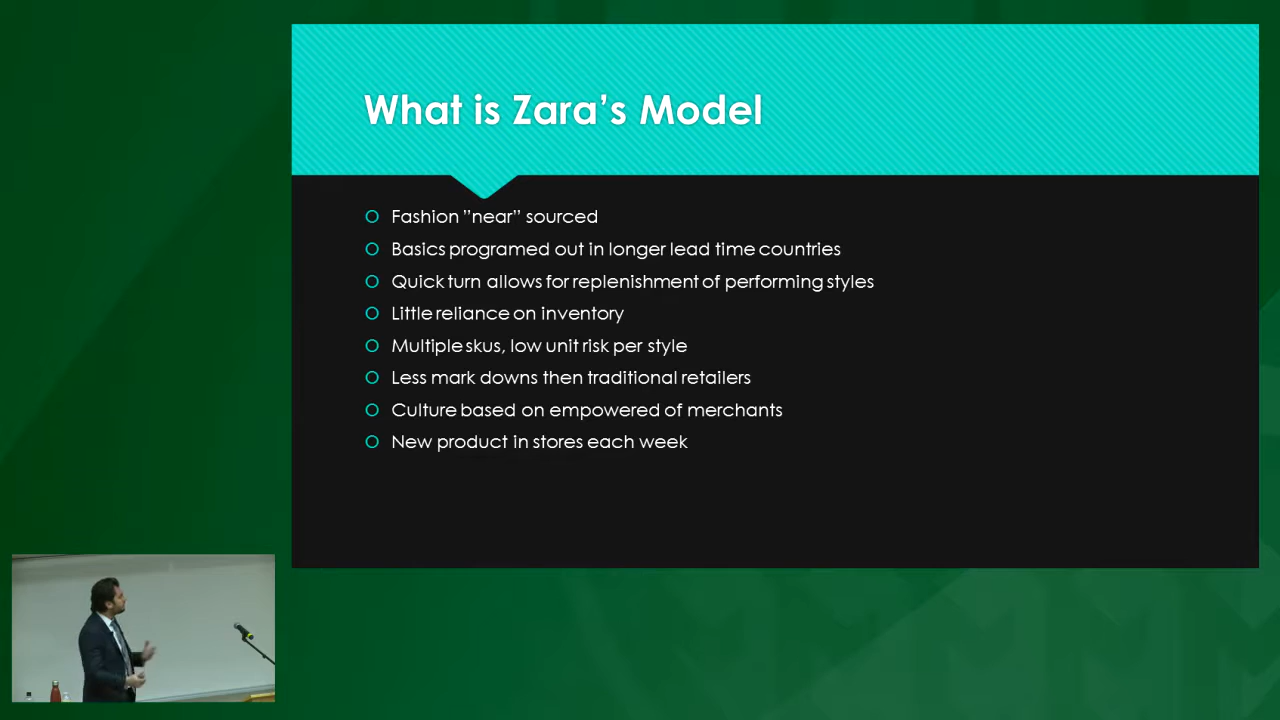 What is Zara's Model
Fashion ”near” sourced
Basics programed out in longer lead time countries
Quick turn allows for replenishment of performing styles
Little reliance on inventory
Multiple skus, low unit risk per style
Less mark downs then traditional retailers
Culture based on empowered of merchants
New product in stores each week